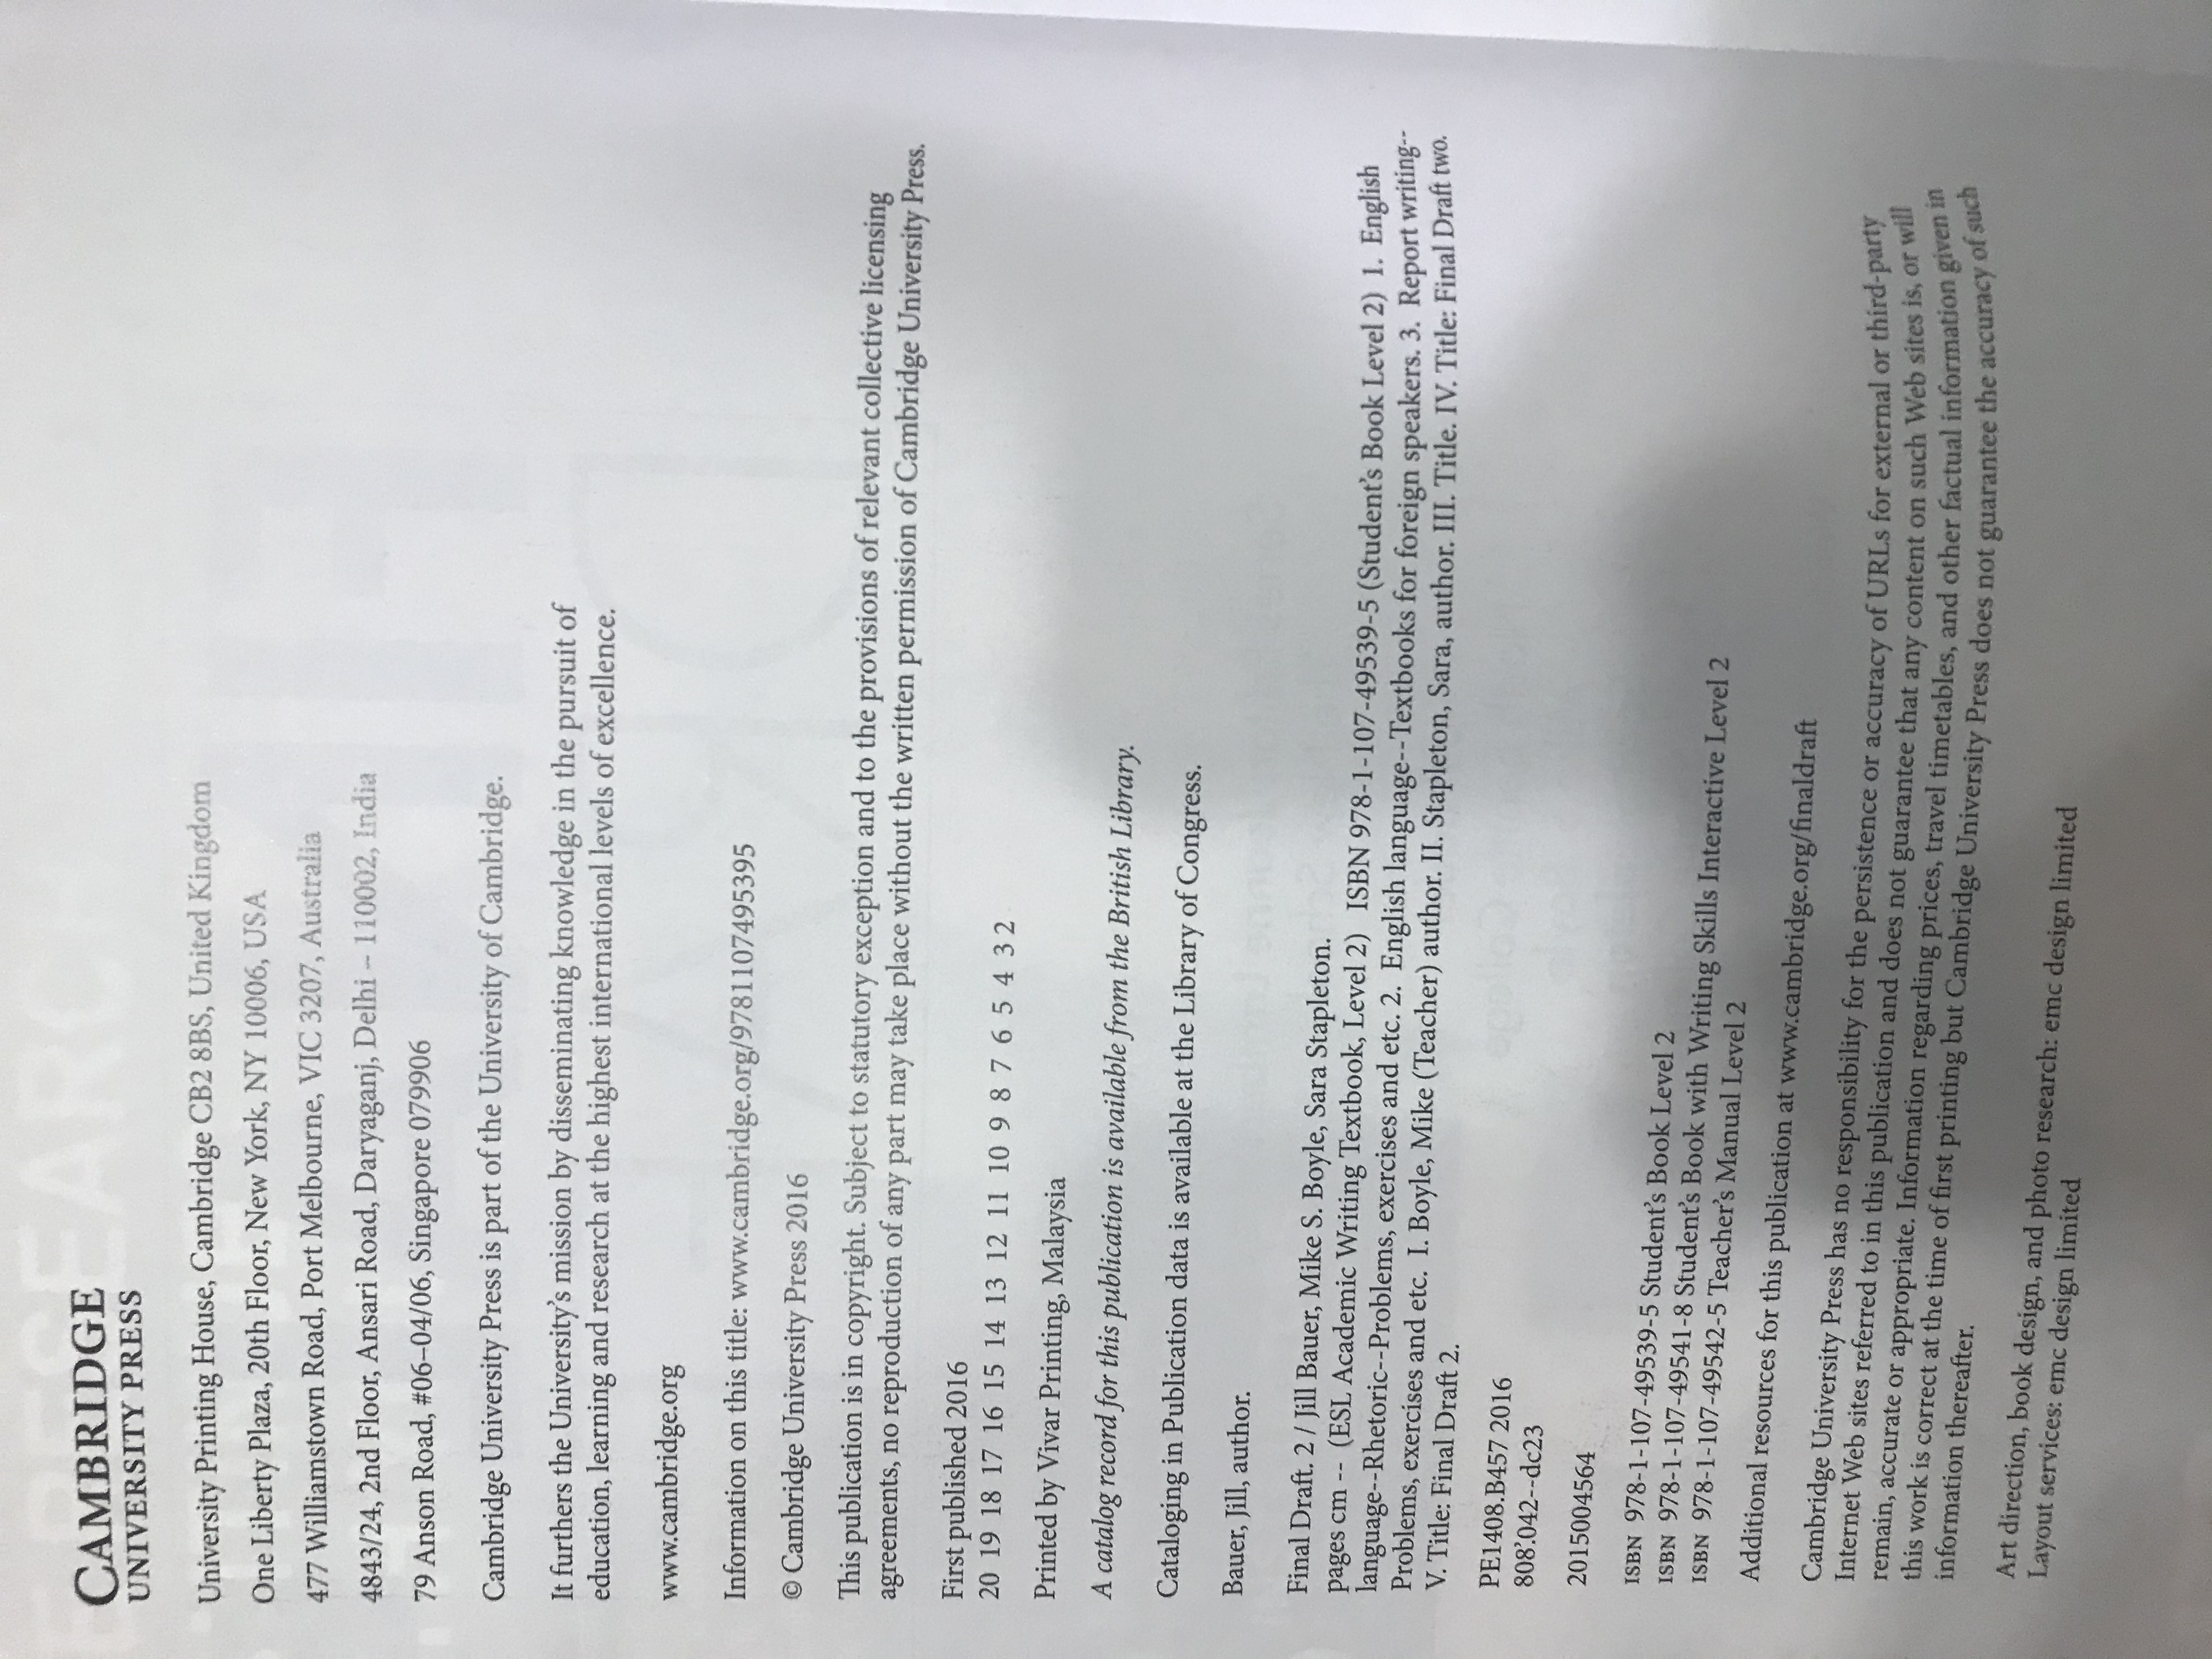 CAMBRIDGE
UNIVERSITY PRESS
University Printing House, Cambridge CB2 8BS, United Kingdom
One Liberty Plaza, 20th Floor, New York, NY 10006, USA
477 Williamstown Road, Port Melbourne, VIC 3207, Australia
4843/24, 2nd Floor, Ansari Road, Daryaganj, Delhi – 110002, India
79 Anson Road, #06–04/06, Singapore 079906
Cambridge University Press is part of the University of Cambridge.
It furthers the University's mission by disseminating knowledge in the pursuit of
education, learning and research at the highest international levels of excellence.
www.cambridge.org
Information on this title: www.cambridge.org/9781107495395
© Cambridge University Press 2016
This publication is in copyright. Subject to statutory exception and to the provisions of relevant collective licensing
agreements, no reproduction of any part may take place without the written permission of Cambridge University Press.
First published 2016
20 19 18 17 16 15 14 13 12 11 10 9 8 7 6 5 4 3 2
Printed by Vivar Printing, Malaysia
A catalog record for this publication is available from the British Library.
Cataloging in Publication data is available at the Library of Congress.
Bauer, Jill, author.
Final Draft. 2 / Jill Bauer, Mike S. Boyle, Sara Stapleton.
pages cm -- (ESL Academic Writing Textbook, Level 2) ISBN 978-1-107-49539-5 (Student's Book Level 2) 1. English
language--Rhetoric--Problems, exercises and etc. 2. English language--Textbooks for foreign speakers. 3. Report writing--
Problems, exercises and etc. I. Boyle, Mike (Teacher) author. II. Stapleton, Sara, author. III. Title. IV. Title: Final Draft two.
V. Title: Final Draft 2.
PE1408.B457 2016
808'.042--dc23
2015004564
ISBN 978-1-107-49539-5 Student's Book Level 2
ISBN 978-1-107-49541-8 Student's Book with Writing Skills Interactive Level 2
ISBN 978-1-107-49542-5 Teacher's Manual Level 2
Additional resources for this publication at www.cambridge.org/finaldraft
Cambridge University Press has no responsibility for the persistence or accuracy of URLs for external or third-party
Internet Web sites referred to in this publication and does not guarantee that any content on such Web sites is, or will
remain, accurate or appropriate. Information regarding prices, travel timetables, and other factual information given in
this work is correct at the time of first printing but Cambridge University Press does not guarantee the accuracy of such
information thereafter.
Art direction, book design, and photo research: emc design limited
Layout services: emc design limited